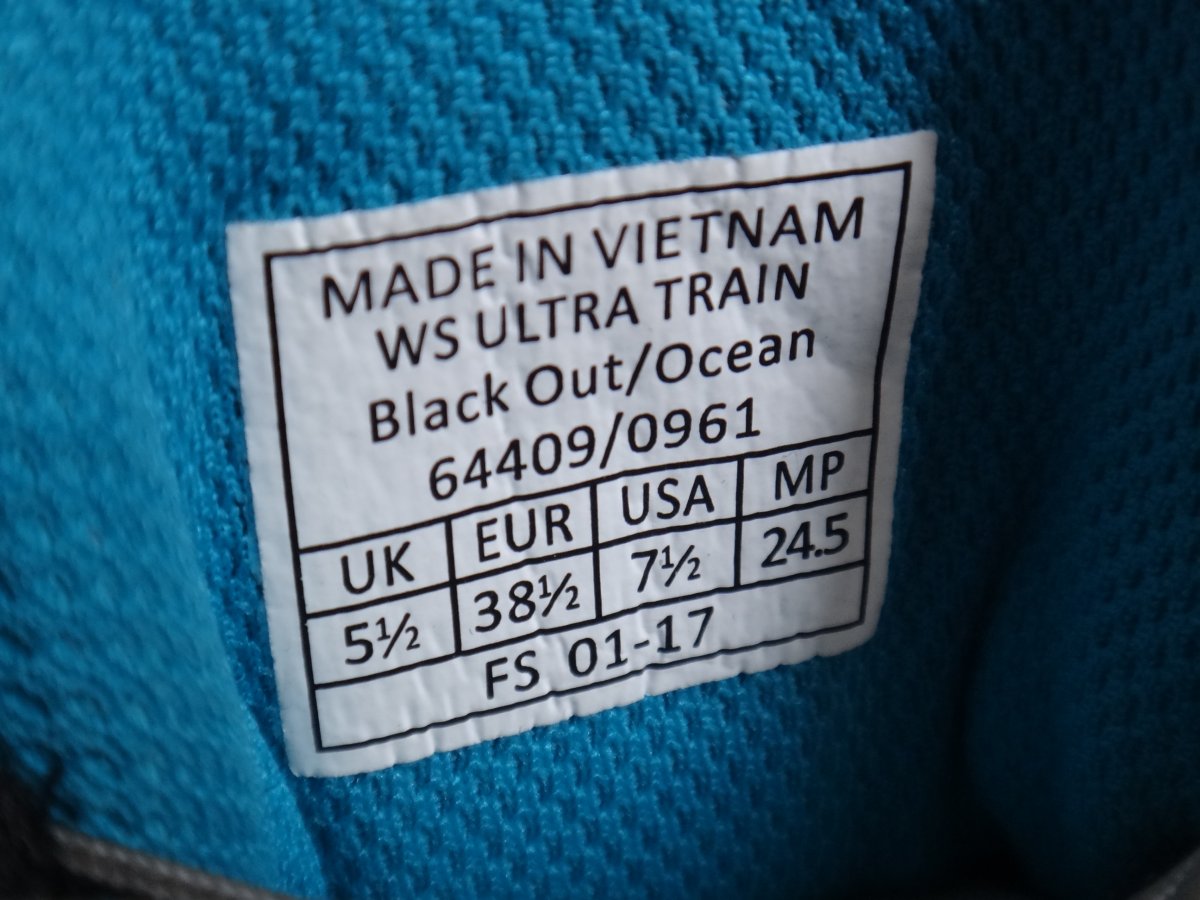 MADE IN VIETNAM
WS ULTRA TRAIN
Black Out/Ocean
64409/0961
UK EUR USA MP
5½ 38½ 7½ 24.5
FS 01-17